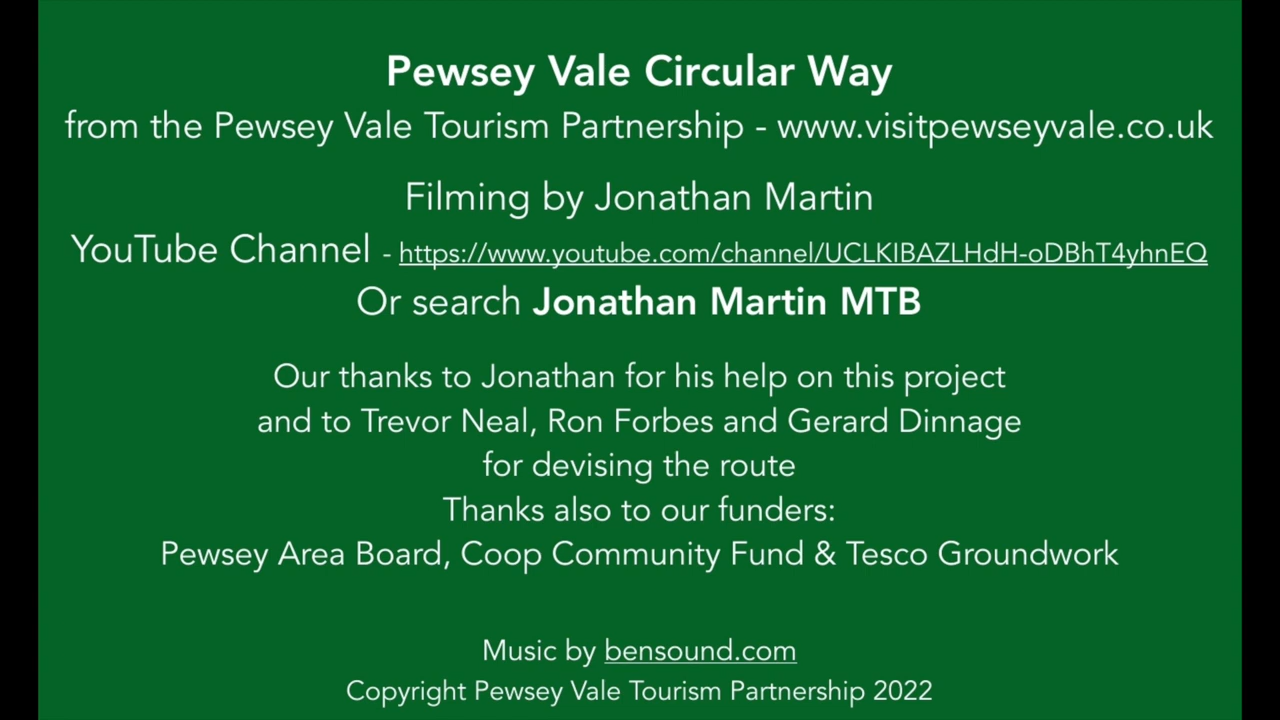 Pewsey Vale Circular Way
from the Pewsey Vale Tourism Partnership - www.visitpewseyvale.co.uk
Filming by Jonathan Martin
YouTube Channel - https://www.youtube.com/channel/UCLKIBAZLHdH-oDBhT4yhnEQ
Or search Jonathan Martin MTB
Our thanks to Jonathan for his help on this project
and to Trevor Neal, Ron Forbes and Gerard Dinnage
for devising the route
Thanks also to our funders:
Pewsey Area Board, Coop Community Fund & Tesco Groundwork
Music by bensound.com
Copyright Pewsey Vale Tourism Partnership 2022